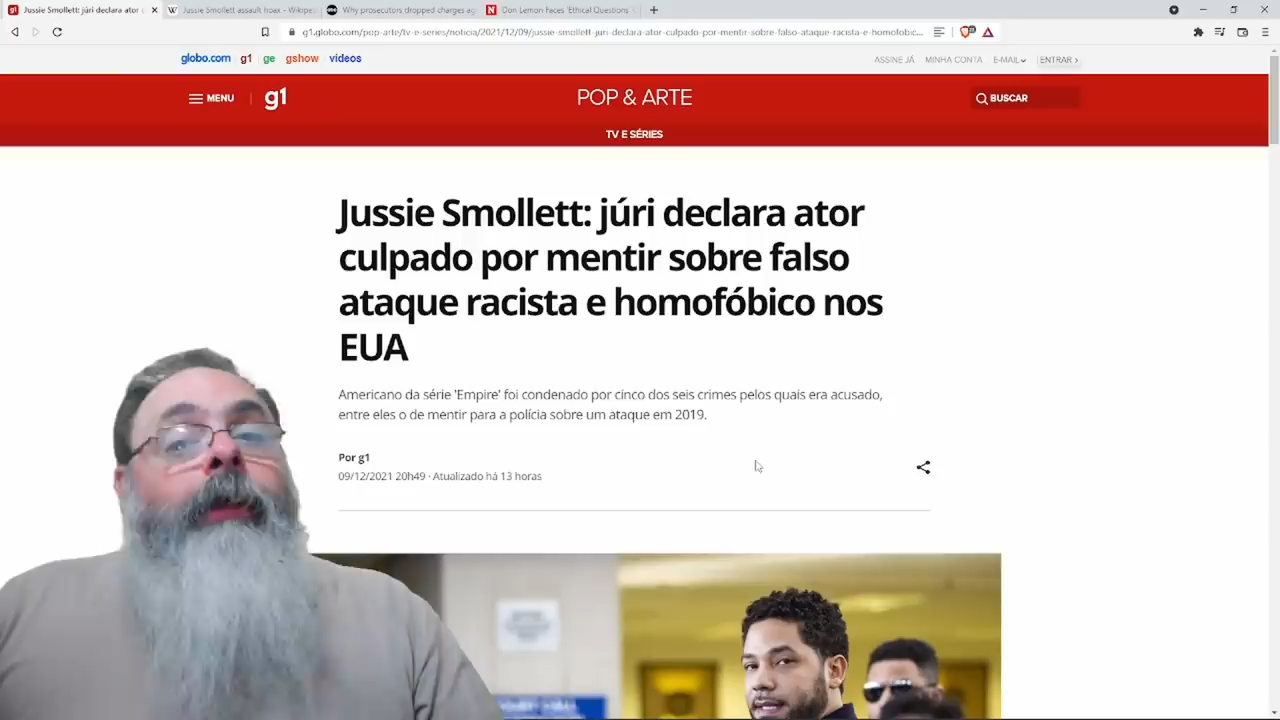 Jussie Smollett: júri declara ator
Jussie Smollett assault hoax - Wikipe
Why prosecutors dropped charges ag
Don Lemon Faces 'Ethical Questions'
g1.globo.com/pop-arte/tv-e-series/noticia/2021/12/09/jussie-smollett-juri-declara-ator-culpado-por-mentir-sobre-falso-ataque-racista-e-homofobic...
globo.com g1 ge gshow vídeos
ASSINE JÁ MINHA CONTA E-MAIL ENTRAR
MENU g1 POP & ARTE BUSCAR
TV E SÉRIES
Jussie Smollett: júri declara ator
culpado por mentir sobre falso
ataque racista e homofóbico nos
EUA
Americano da série 'Empire' foi condenado por cinco dos seis crimes pelos quais era acusado,
entre eles o de mentir para a polícia sobre um ataque em 2019.
Por g1
09/12/2021 20h49 · Atualizado há 13 horas